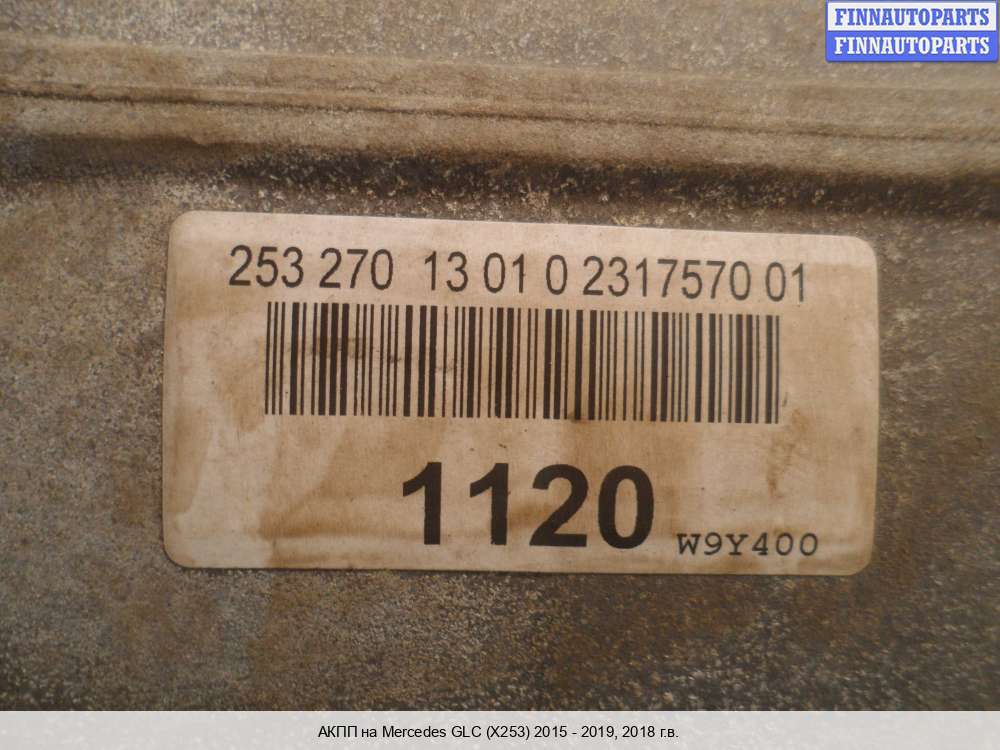 FINNAUTOPARTS
FINNAUTOPARTS
253 270 13 01 0 2317570 01
1120 W9Y400
АКПП на Mercedes GLC (X253) 2015 - 2019, 2018 г.в.